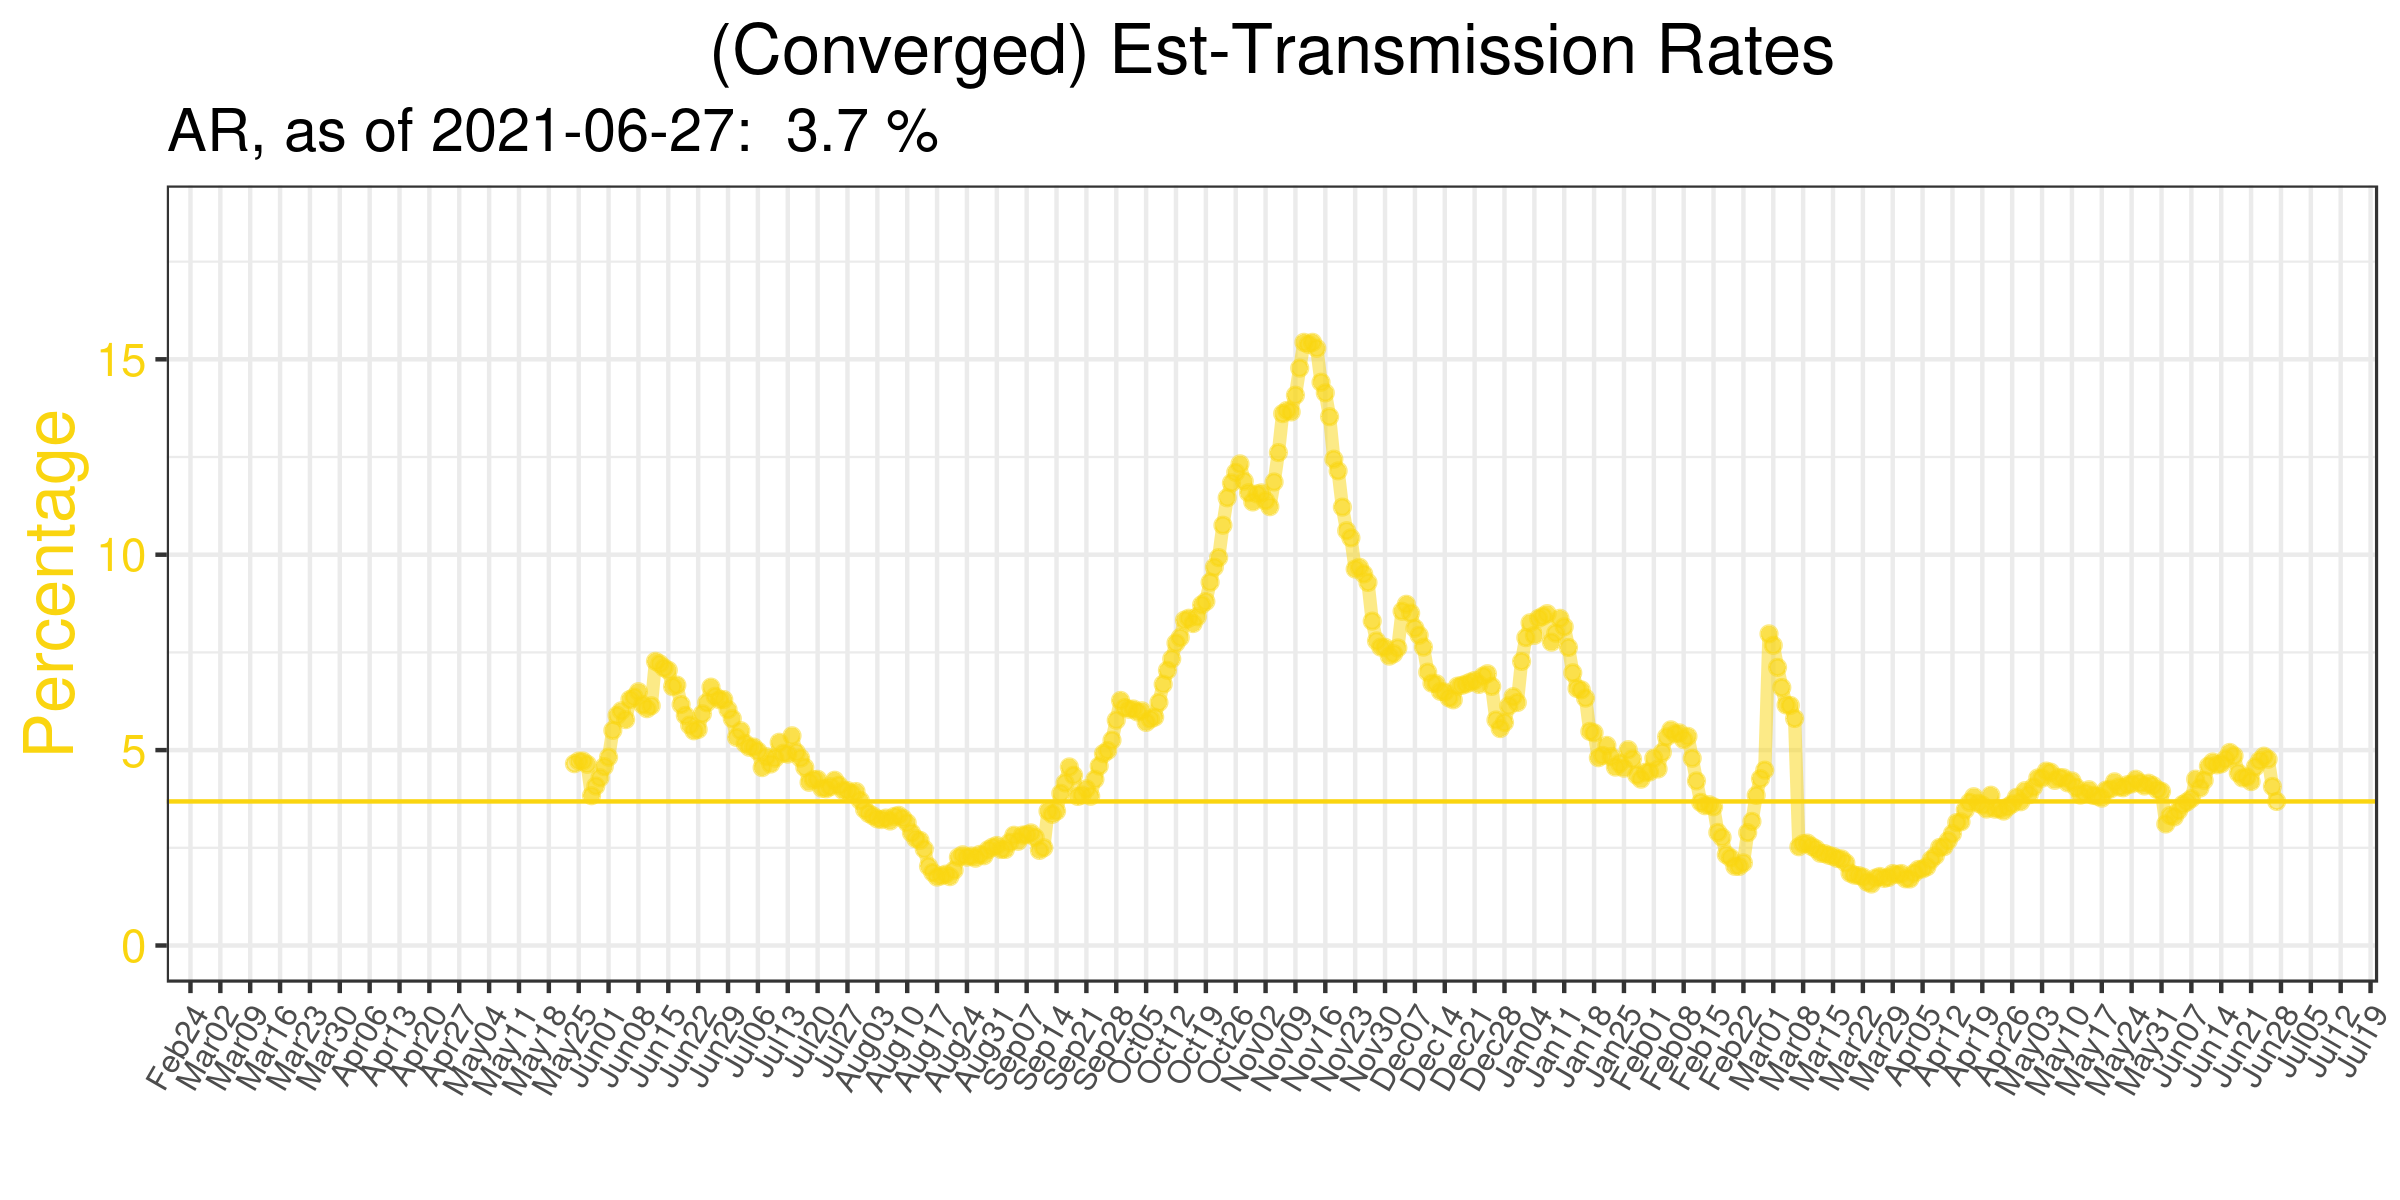 (Converged) Est-Transmission Rates
AR, as of 2021-06-27: 3.7 %
Percentage
15
10
5
0
Feb24
Mar02
Mar09
Mar16
Mar23
Mar30
Apr06
Apr13
Apr20
Apr27
May04
May11
May18
May25
Jun01
Jun08
Jun15
Jun22
Jun29
Jul06
Jul13
Jul20
Jul27
Aug03
Aug10
Aug17
Aug24
Aug31
Sep07
Sep14
Sep21
Sep28
Oct05
Oct12
Oct19
Oct26
Nov02
Nov09
Nov16
Nov23
Nov30
Dec07
Dec14
Dec21
Dec28
Jan04
Jan11
Jan18
Jan25
Feb01
Feb08
Feb15
Feb22
Mar01
Mar08
Mar15
Mar22
Mar29
Apr05
Apr12
Apr19
Apr26
May03
May10
May17
May24
May31
Jun07
Jun14
Jun21
Jun28
Jul05
Jul12
Jul19